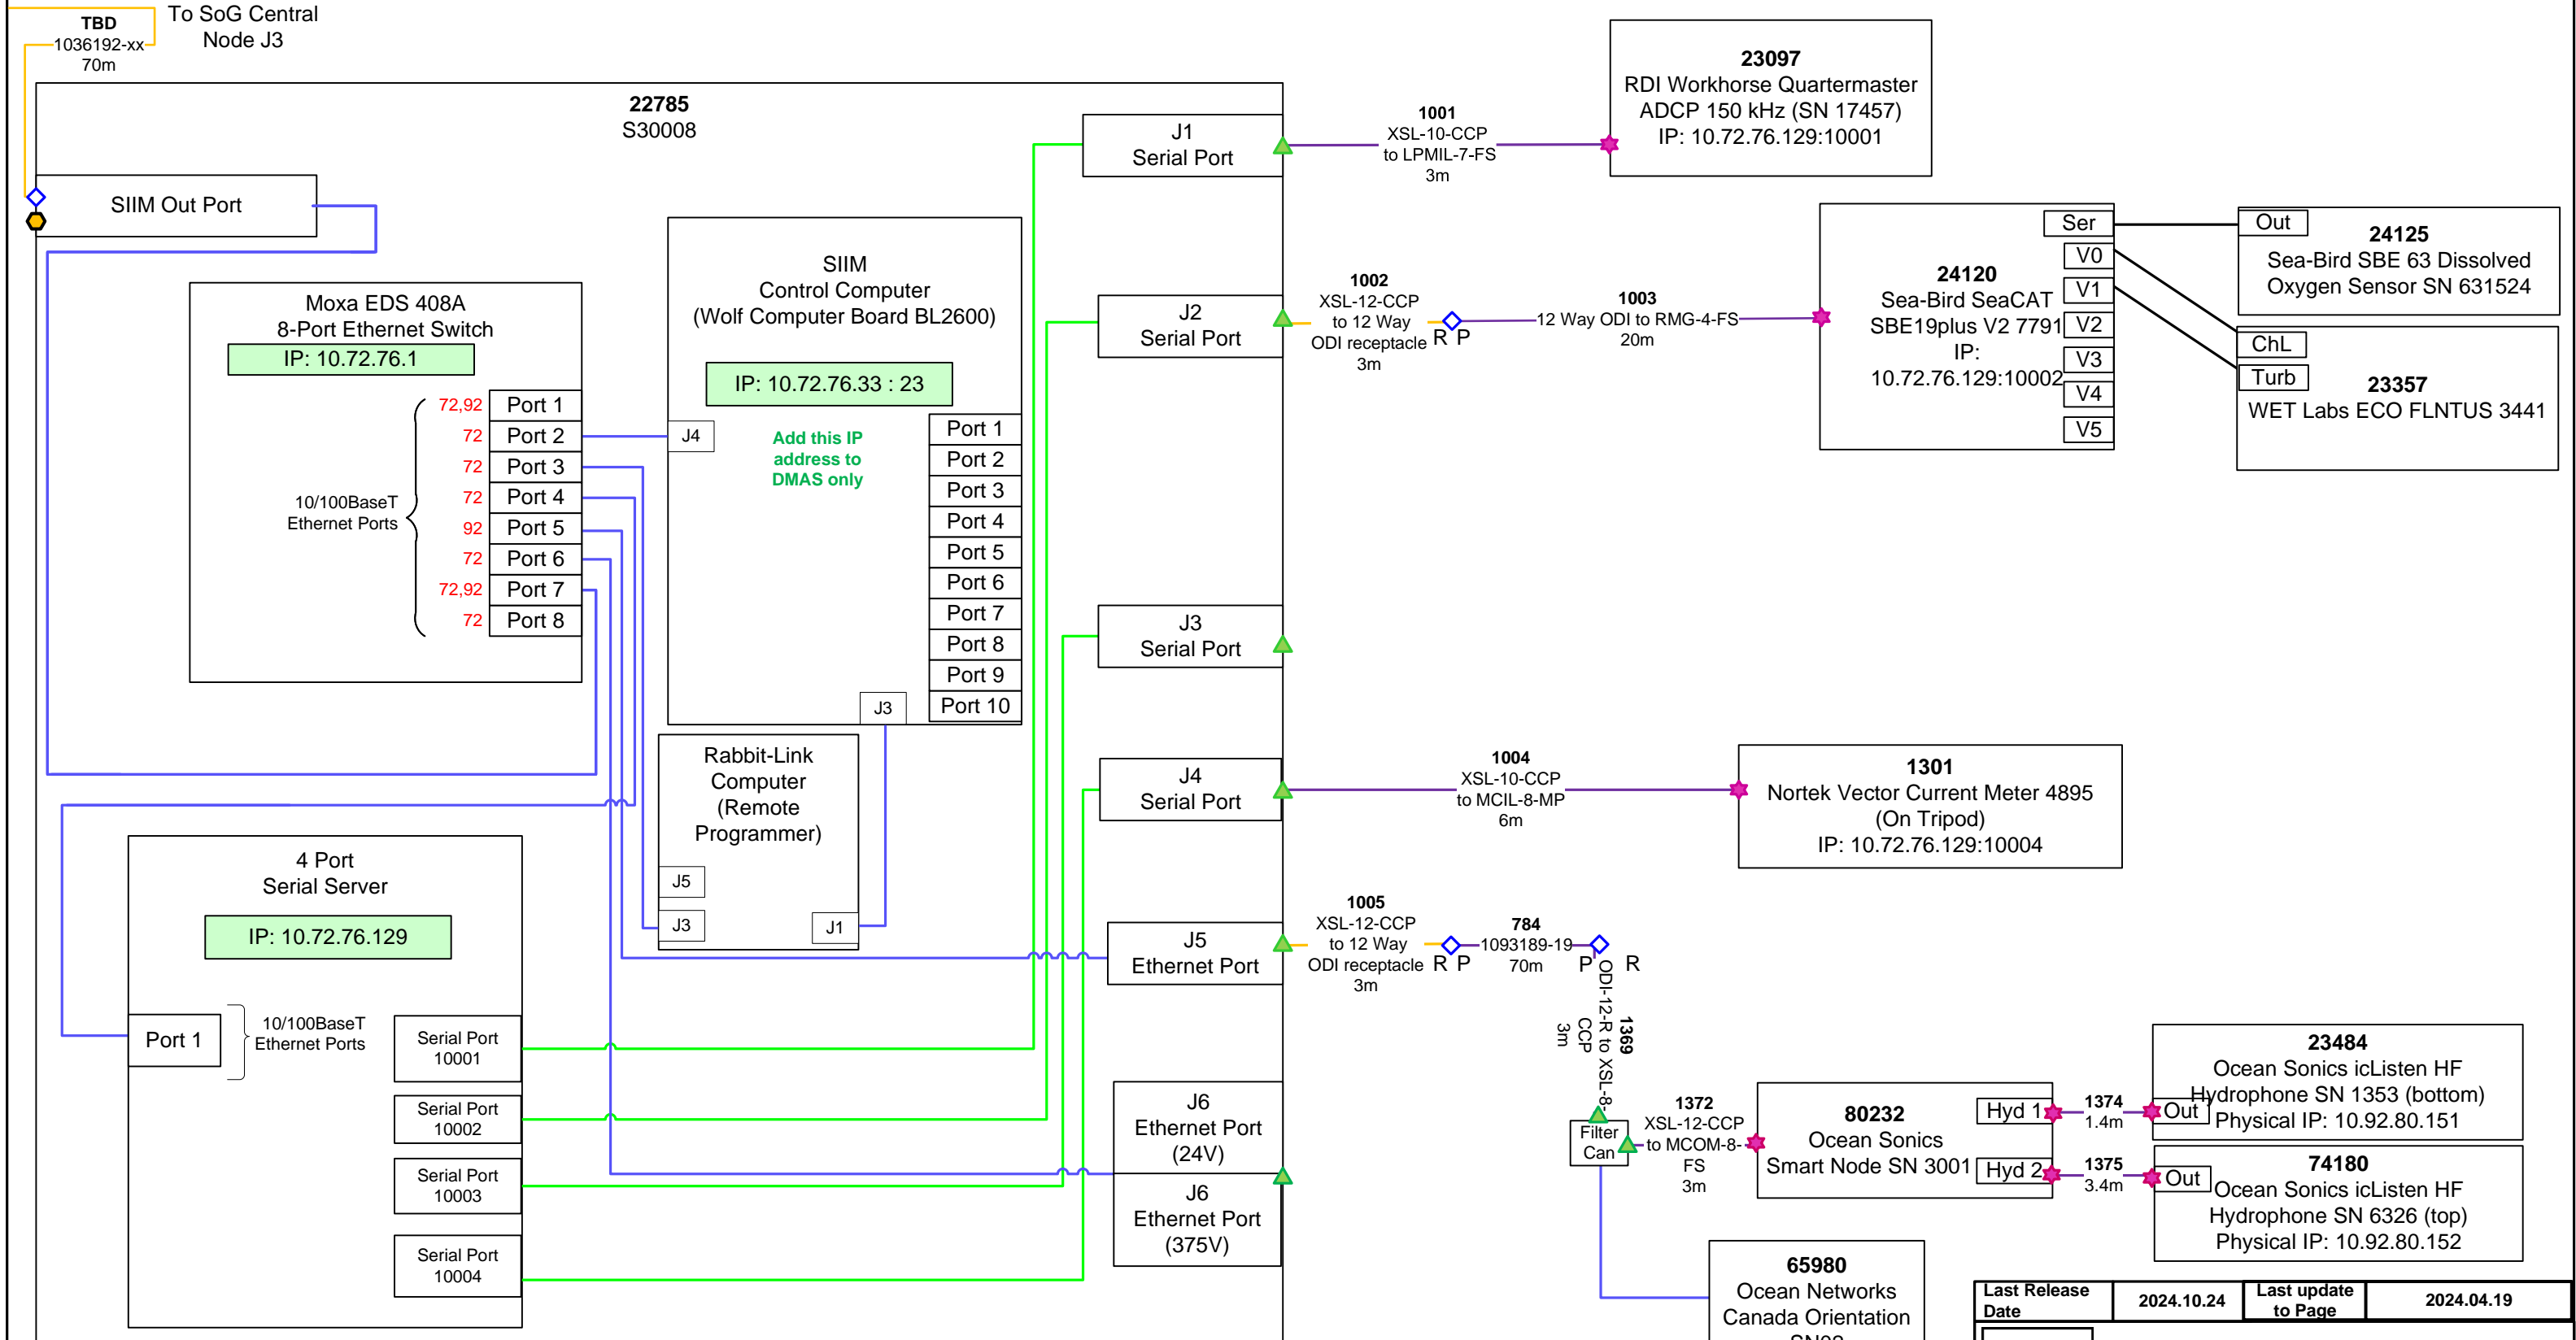 TBD
1036192-xx
70m
To SoG Central
Node J3
22785
S30008
SIIM Out Port
Moxa EDS 408A
8-Port Ethernet Switch
IP: 10.72.76.1
72,92 Port 1
72 Port 2
72 Port 3
72 Port 4
92 Port 5
72 Port 6
72,92 Port 7
72 Port 8
10/100BaseT
Ethernet Ports
SIIM
Control Computer
(Wolf Computer Board BL2600)
IP: 10.72.76.33 : 23
Add this IP
address to
DMAS only
J4
Port 1
Port 2
Port 3
Port 4
Port 5
Port 6
Port 7
Port 8
Port 9
Port 10
J3
Rabbit-Link
Computer
(Remote
Programmer)
J5
J3
J1
4 Port
Serial Server
IP: 10.72.76.129
Port 1
10/100BaseT
Ethernet Ports
Serial Port
10001
Serial Port
10002
Serial Port
10003
Serial Port
10004
J1
Serial Port
J2
Serial Port
J3
Serial Port
J4
Serial Port
J5
Ethernet Port
J6
Ethernet Port
(24V)
J6
Ethernet Port
(375V)
1001
XSL-10-CCP
to LPMIL-7-FS
3m
23097
RDI Workhorse Quartermaster
ADCP 150 kHz (SN 17457)
IP: 10.72.76.129:10001
1002
XSL-12-CCP
to 12 Way
ODI receptacle
3m
R P
1003
12 Way ODI to RMG-4-FS
20m
24120
Sea-Bird SeaCAT
SBE19plus V2 7791
IP:
10.72.76.129:10002
Ser
V0
V1
V2
V3
V4
V5
Out
24125
Sea-Bird SBE 63 Dissolved
Oxygen Sensor SN 631524
ChL
Turb
23357
WET Labs ECO FLNTUS 3441
1004
XSL-10-CCP
to MCIL-8-MP
6m
1301
Nortek Vector Current Meter 4895
(On Tripod)
IP: 10.72.76.129:10004
1005
XSL-12-CCP
to 12 Way
ODI receptacle
3m
R P
784
1093189-19
70m
P R
1369
ODI-12-R to XSL-8-
CCP
3m
Filter
Can
1372
XSL-12-CCP
to MCOM-8-
FS
3m
80232
Ocean Sonics
Smart Node SN 3001
Hyd 1
Hyd 2
1374
1.4m
1375
3.4m
Out
23484
Ocean Sonics icListen HF
Hydrophone SN 1353 (bottom)
Physical IP: 10.92.80.151
Out
74180
Ocean Sonics icListen HF
Hydrophone SN 6326 (top)
Physical IP: 10.92.80.152
65980
Ocean Networks
Canada Orientation
Last Release
Date
2024.10.24
Last update
to Page
2024.04.19